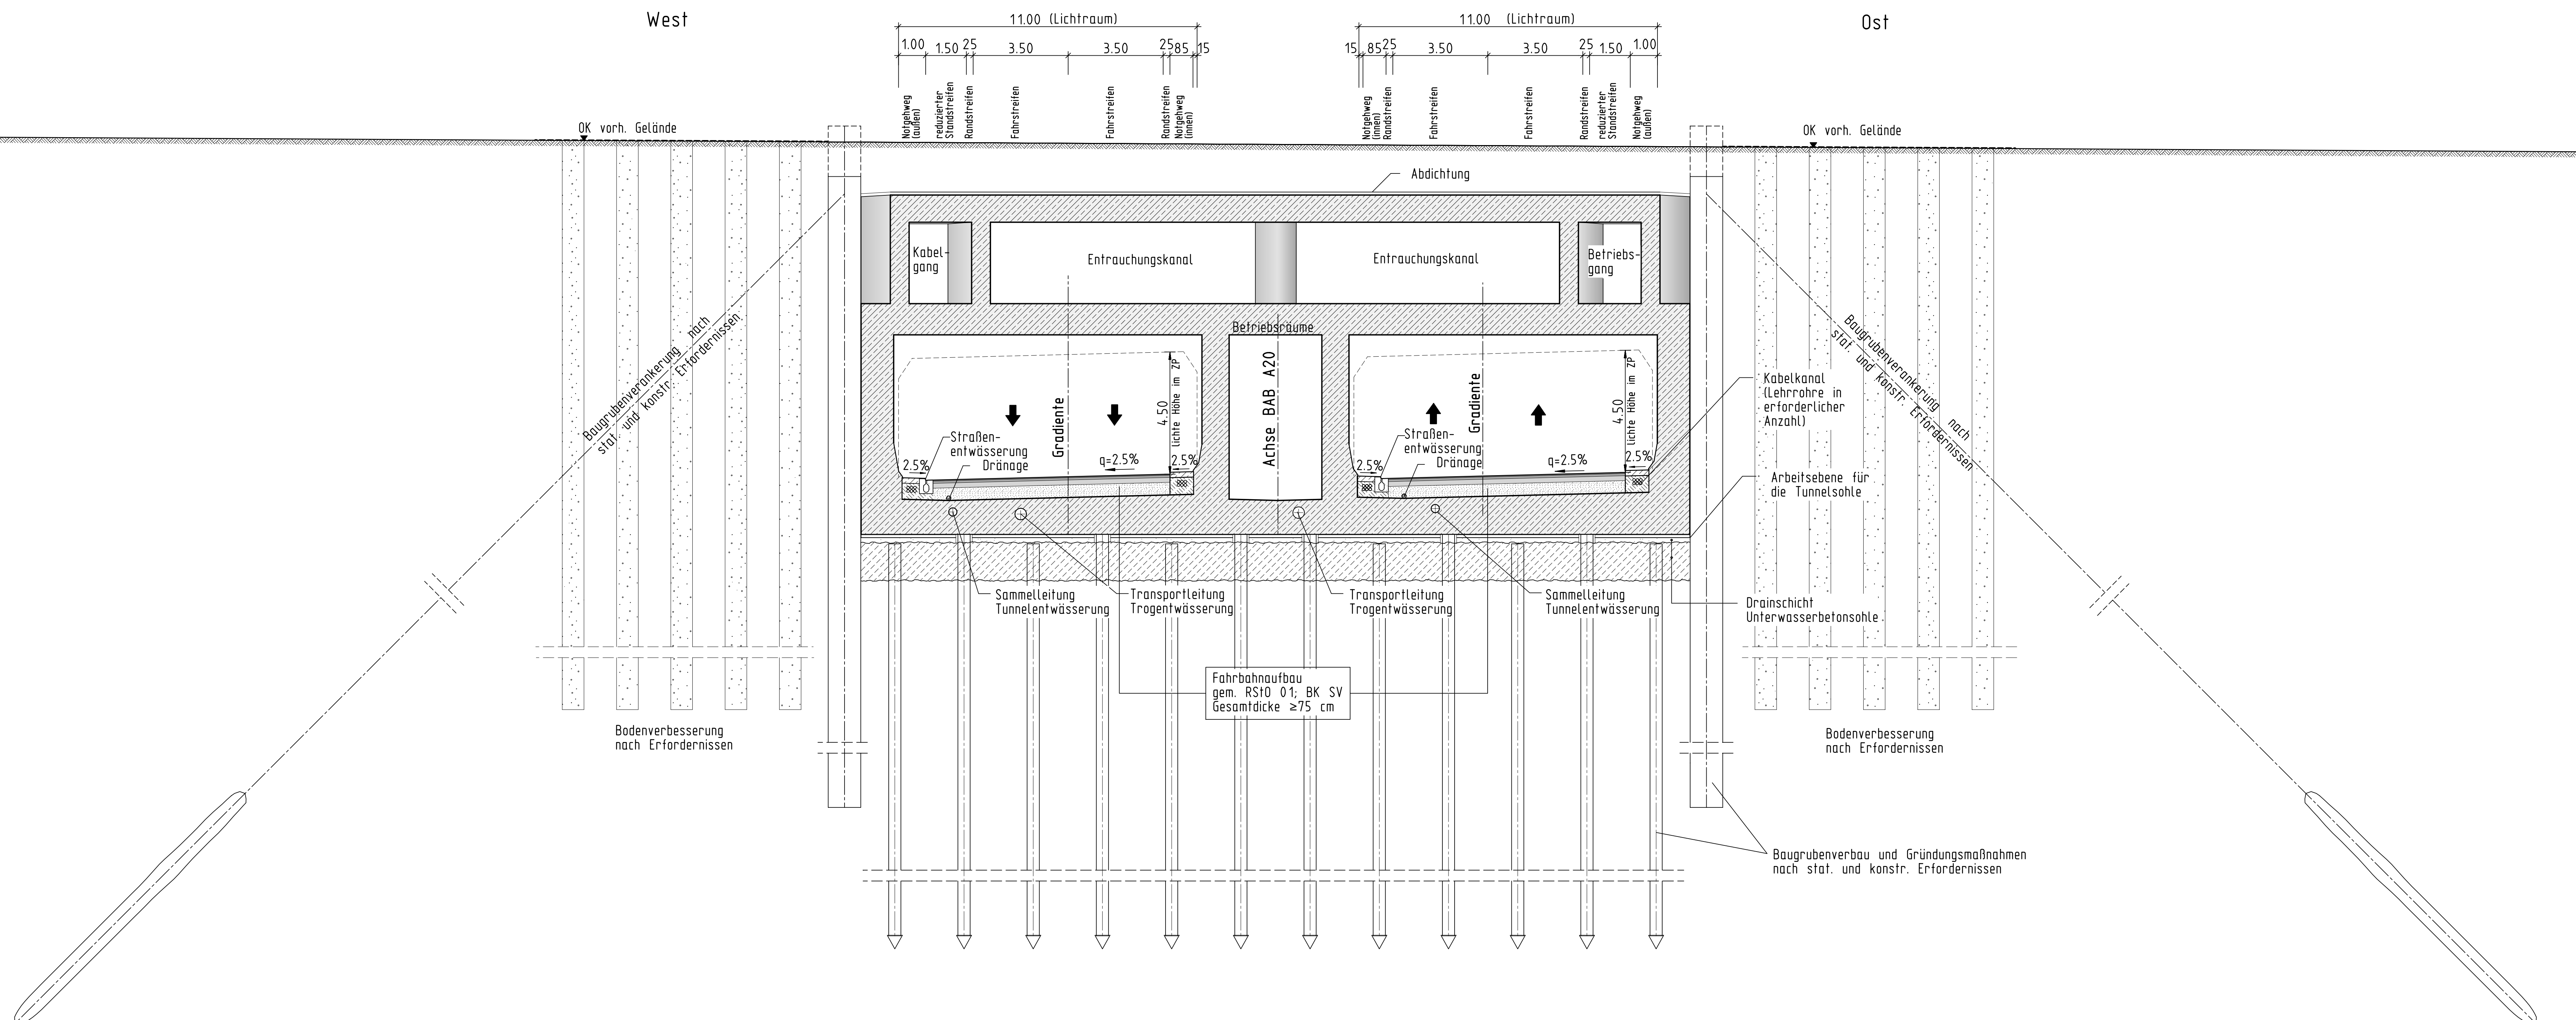 West
11.00 (Lichtraum)
11.00 (Lichtraum)
Ost
1.00 1.50 25 3.50 3.50 25 85 15
15 85 25 3.50 3.50 25 1.50 1.00
Notgehweg
(außen)
reduzierter
Standstreifen
Randstreifen
Fahrstreifen
Fahrstreifen
Randstreifen
Notgehweg
(innen)
Notgehweg
(innen)
Randstreifen
Fahrstreifen
Fahrstreifen
Randstreifen
reduzierter
Standstreifen
Notgehweg
(außen)
OK vorh. Gelände
OK vorh. Gelände
Abdichtung
Kabel-
gang
Entrauchungskanal
Entrauchungskanal
Betriebs-
gang
Betriebsräume
Baugrubenverankerung nach
stat. und konstr. Erfordernissen
Baugrubenverankerung nach
stat. und konstr. Erfordernissen
Gradiente
4.50
lichte Höhe im ZP
Achse BAB A20
Gradiente
4.50
lichte Höhe im ZP
Kabelkanal
(Lehrrohre in
erforderlicher
Anzahl)
Straßen-
entwässerung
Dränage
2.5%
q=2.5%
2.5%
Straßen-
entwässerung
Dränage
2.5%
q=2.5%
2.5%
Arbeitsebene für
die Tunnelsohle
Sammelleitung
Tunnelentwässerung
Transportleitung
Trogentwässerung
Transportleitung
Trogentwässerung
Sammelleitung
Tunnelentwässerung
Drainschicht
Unterwasserbetonsohle
Fahrbahnaufbau
gem. RStO 01; BK SV
Gesamtdicke ≥75 cm
Bodenverbesserung
nach Erfordernissen
Bodenverbesserung
nach Erfordernissen
Baugrubenverbau und Gründungsmaßnahmen
nach stat. und konstr. Erfordernissen